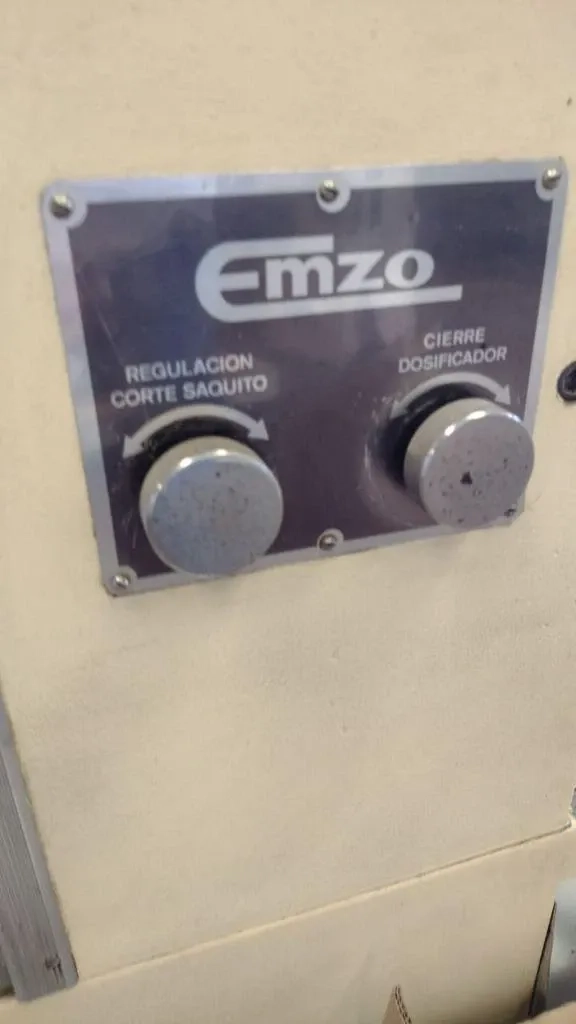 Emzo
REGULACION
CORTE SAQUITO
CIERRE
DOSIFICADOR